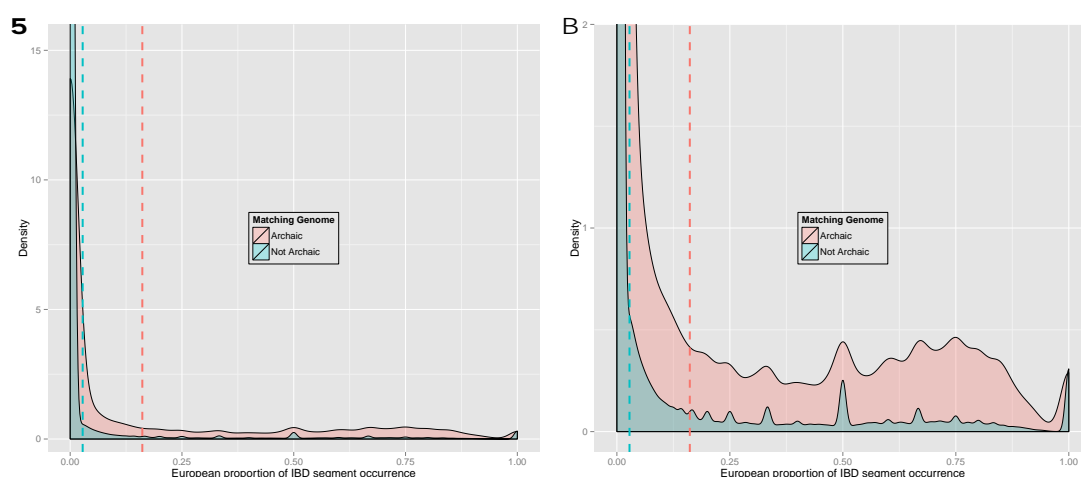 5
15
10
5
0
Density
Matching Genome
Archaic
Not Archaic
0.00 0.25 0.50 0.75 1.00
European proportion of IBD segment occurrence
B
2
1
0
Density
Matching Genome
Archaic
Not Archaic
0.00 0.25 0.50 0.75 1.00
European proportion of IBD segment occurrence